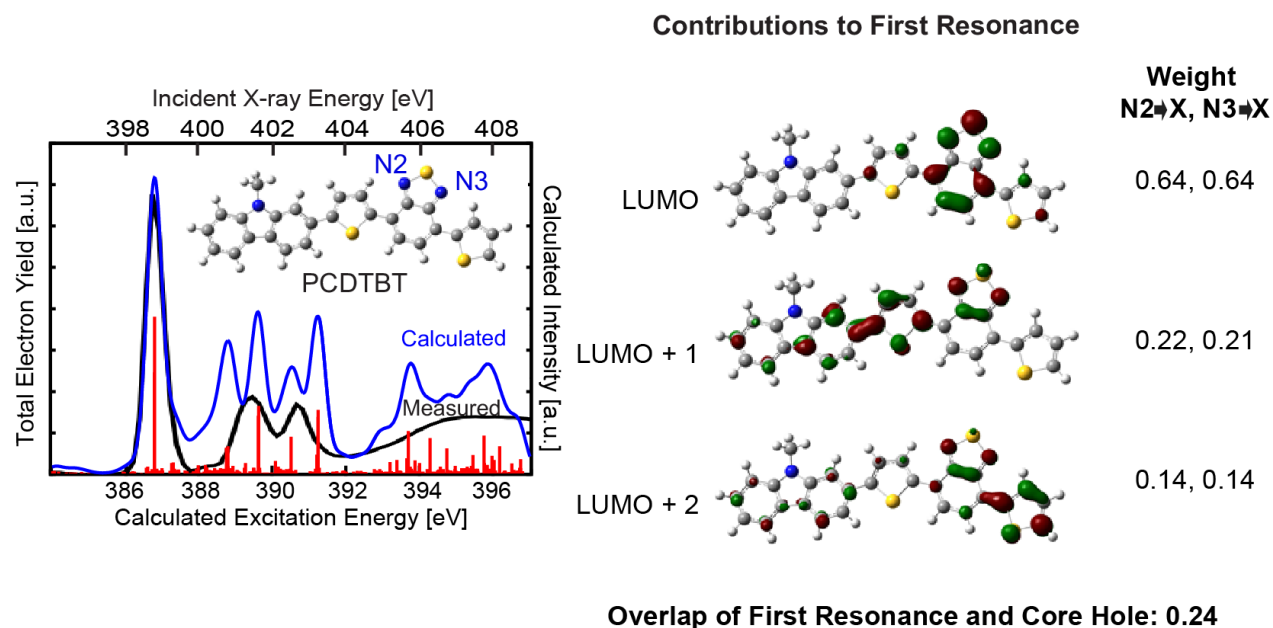 Contributions to First Resonance
Weight
N2➡X, N3➡X
Incident X-ray Energy [eV]
398 400 402 404 406 408
Total Electron Yield [a.u.]
Calculated Intensity [a.u.]
N2
N3
PCDTBT
Calculated
Measured
386 388 390 392 394 396
Calculated Excitation Energy [eV]
LUMO
0.64, 0.64
LUMO + 1
0.22, 0.21
LUMO + 2
0.14, 0.14
Overlap of First Resonance and Core Hole: 0.24